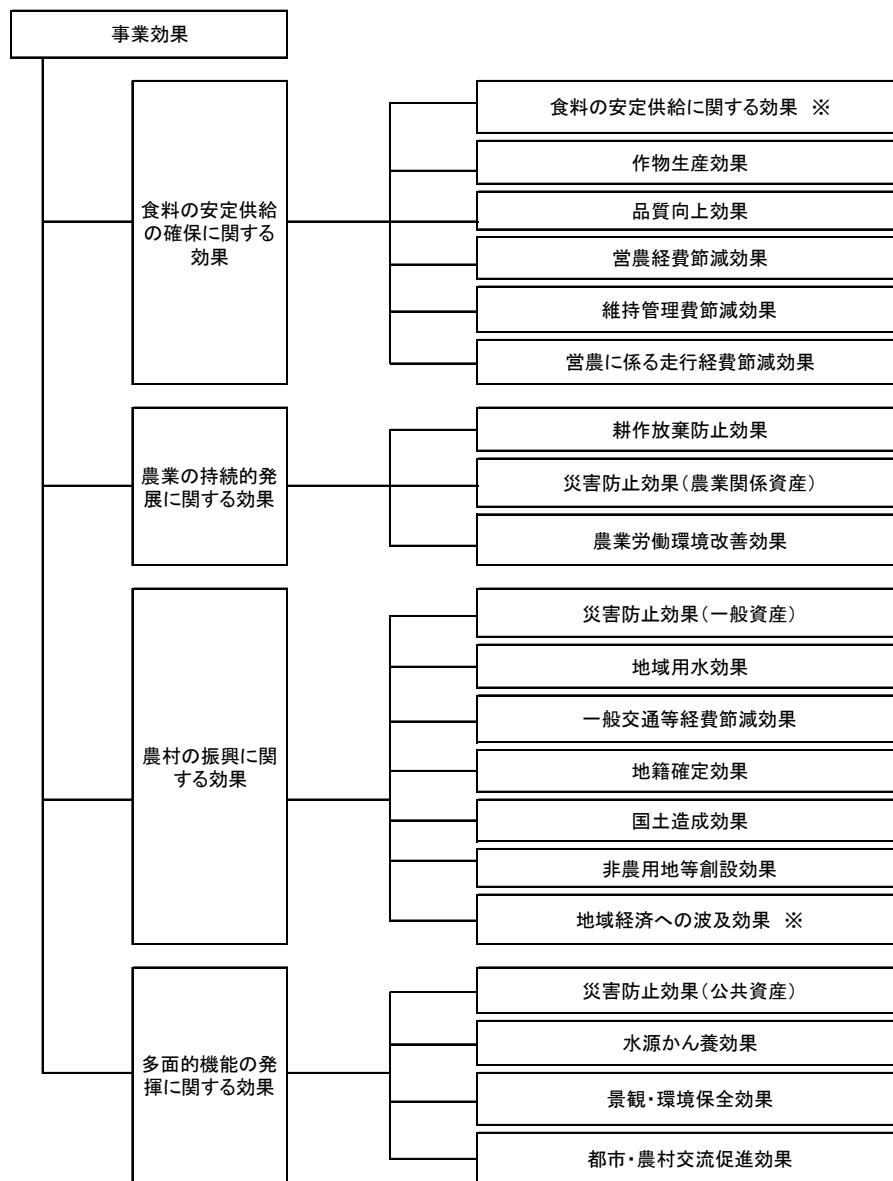 事業効果
食料の安定供給
の確保に関する
効果
食料の安定供給に関する効果 ※
作物生産効果
品質向上効果
営農経費節減効果
維持管理費節減効果
営農に係る走行経費節減効果
農業の持続的発
展に関する効果
耕作放棄防止効果
災害防止効果(農業関係資産)
農業労働環境改善効果
農村の振興に関
する効果
災害防止効果(一般資産)
地域用水効果
一般交通等経費節減効果
地籍確定効果
国土造成効果
非農用地等創設効果
地域経済への波及効果 ※
多面的機能の発
揮に関する効果
災害防止効果(公共資産)
水源かん養効果
景観・環境保全効果
都市・農村交流促進効果